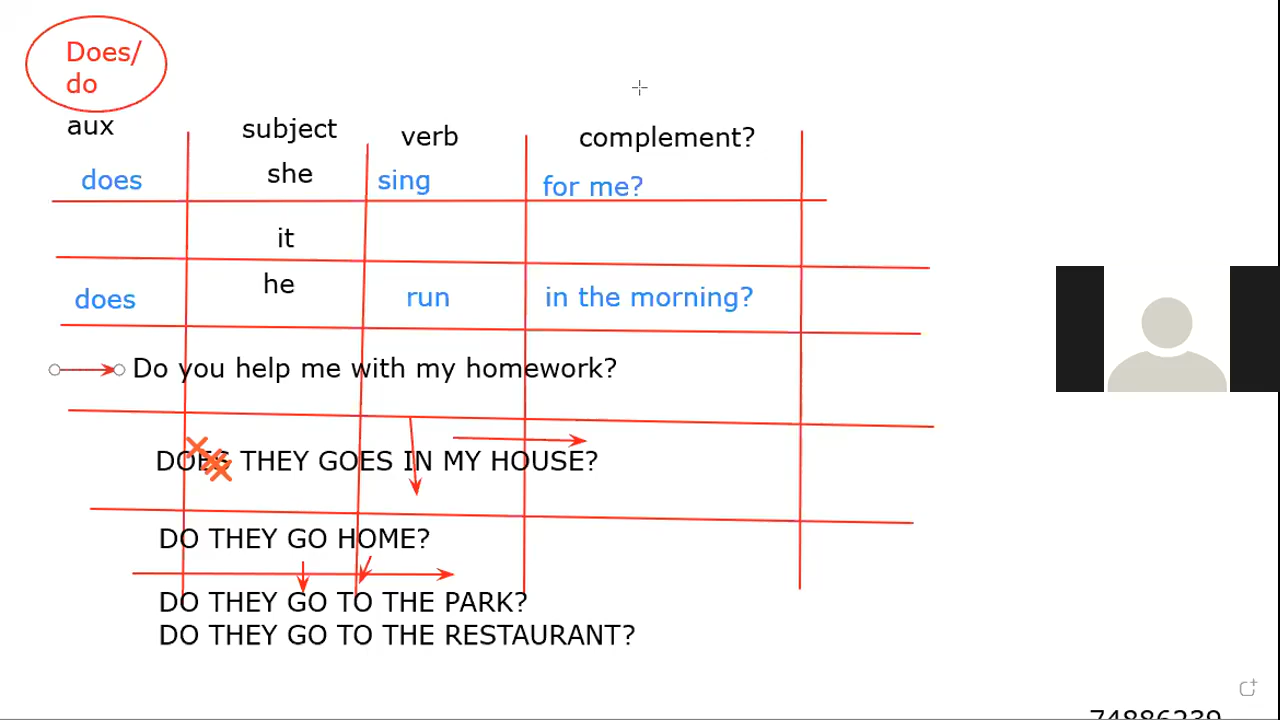 Does/
do
aux subject verb complement?
does she sing for me?
it
does he run in the morning?
Do you help me with my homework?
DOES THEY GOES IN MY HOUSE?
DO THEY GO HOME?
DO THEY GO TO THE PARK?
DO THEY GO TO THE RESTAURANT?
74886239